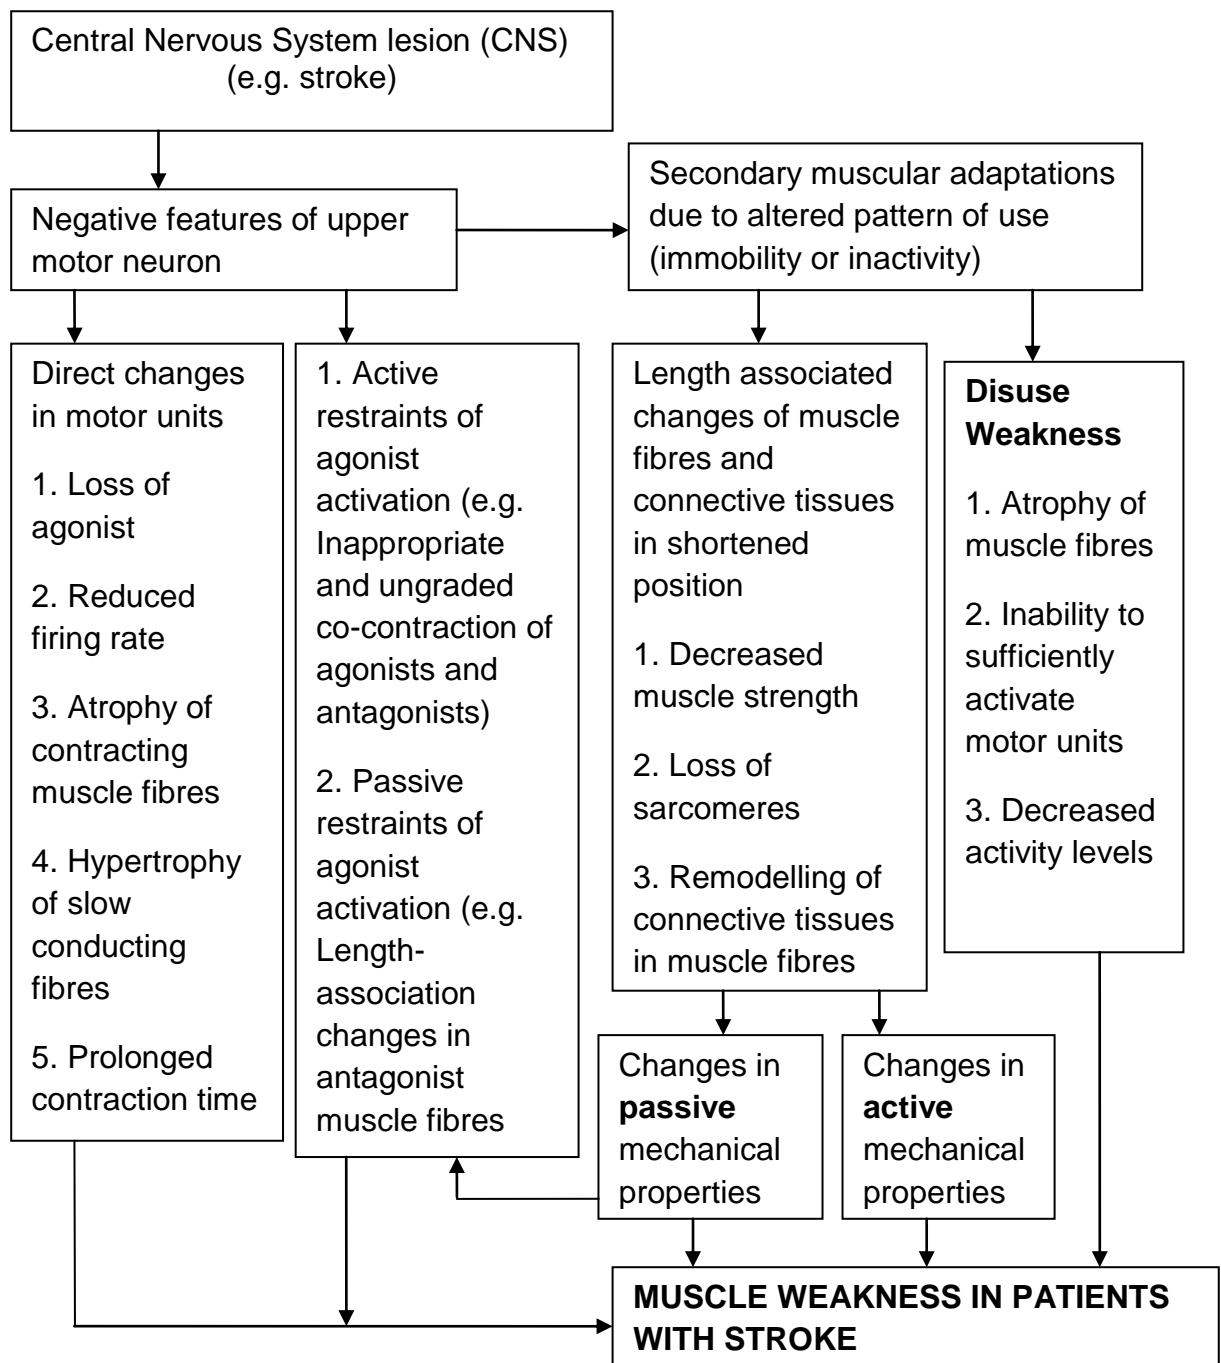 Central Nervous System lesion (CNS)
(e.g. stroke)
Negative features of upper
motor neuron
Secondary muscular adaptations
due to altered pattern of use
(immobility or inactivity)
Direct changes
in motor units
1. Loss of
agonist
2. Reduced
firing rate
3. Atrophy of
contracting
muscle fibres
4. Hypertrophy
of slow
conducting
fibres
5. Prolonged
contraction time
1. Active
restraints of
agonist
activation (e.g.
Inappropriate
and ungraded
co-contraction of
agonists and
antagonists)
2. Passive
restraints of
agonist
activation (e.g.
Length-
association
changes in
antagonist
muscle fibres
Length associated
changes of muscle
fibres and
connective tissues
in shortened
position
1. Decreased
muscle strength
2. Loss of
sarcomeres
3. Remodelling of
connective tissues
in muscle fibres
Disuse
Weakness
1. Atrophy of
muscle fibres
2. Inability to
sufficiently
activate
motor units
3. Decreased
activity levels
Changes in
passive
mechanical
properties
Changes in
active
mechanical
properties
MUSCLE WEAKNESS IN PATIENTS
WITH STROKE